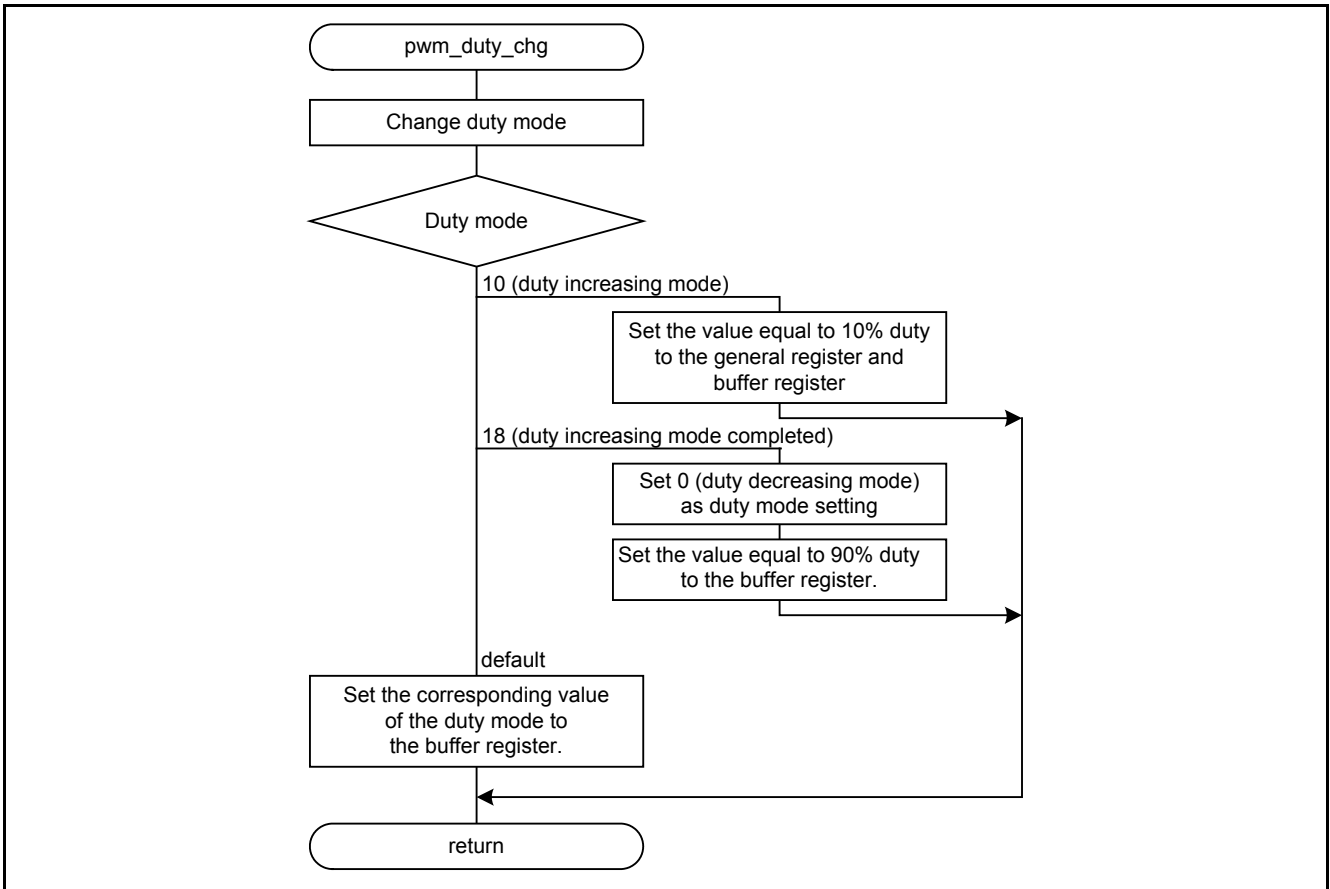 pwm_duty_chg
Change duty mode
Duty mode
10 (duty increasing mode)
Set the value equal to 10% duty
to the general register and
buffer register
18 (duty increasing mode completed)
Set 0 (duty decreasing mode)
as duty mode setting
Set the value equal to 90% duty
to the buffer register.
default
Set the corresponding value
of the duty mode to
the buffer register.
return